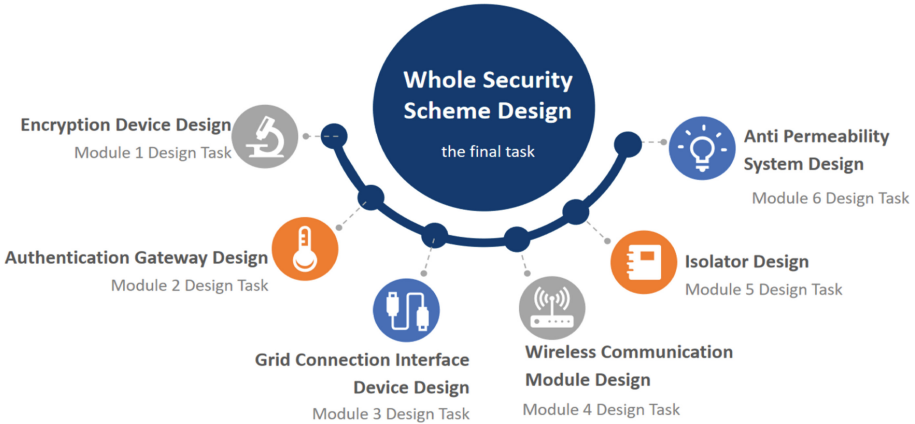 Whole Security
Scheme Design
the final task
Encryption Device Design
Module 1 Design Task
Authentication Gateway Design
Module 2 Design Task
Grid Connection Interface
Device Design
Module 3 Design Task
Wireless Communication
Module Design
Module 4 Design Task
Isolator Design
Module 5 Design Task
Anti Permeability
System Design
Module 6 Design Task